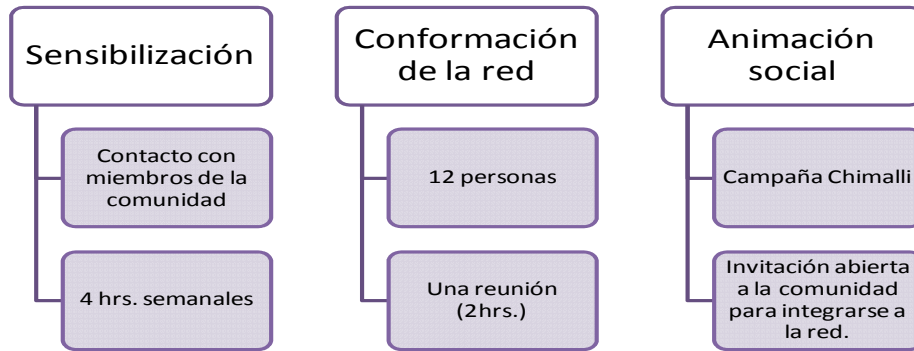 Sensibilización
Contacto con
miembros de la
comunidad
4 hrs. semanales
Conformación
de la red
12 personas
Una reunión
(2hrs.)
Animación
social
Campaña Chimalli
Invitación abierta
a la comunidad
para integrarse a
la red.